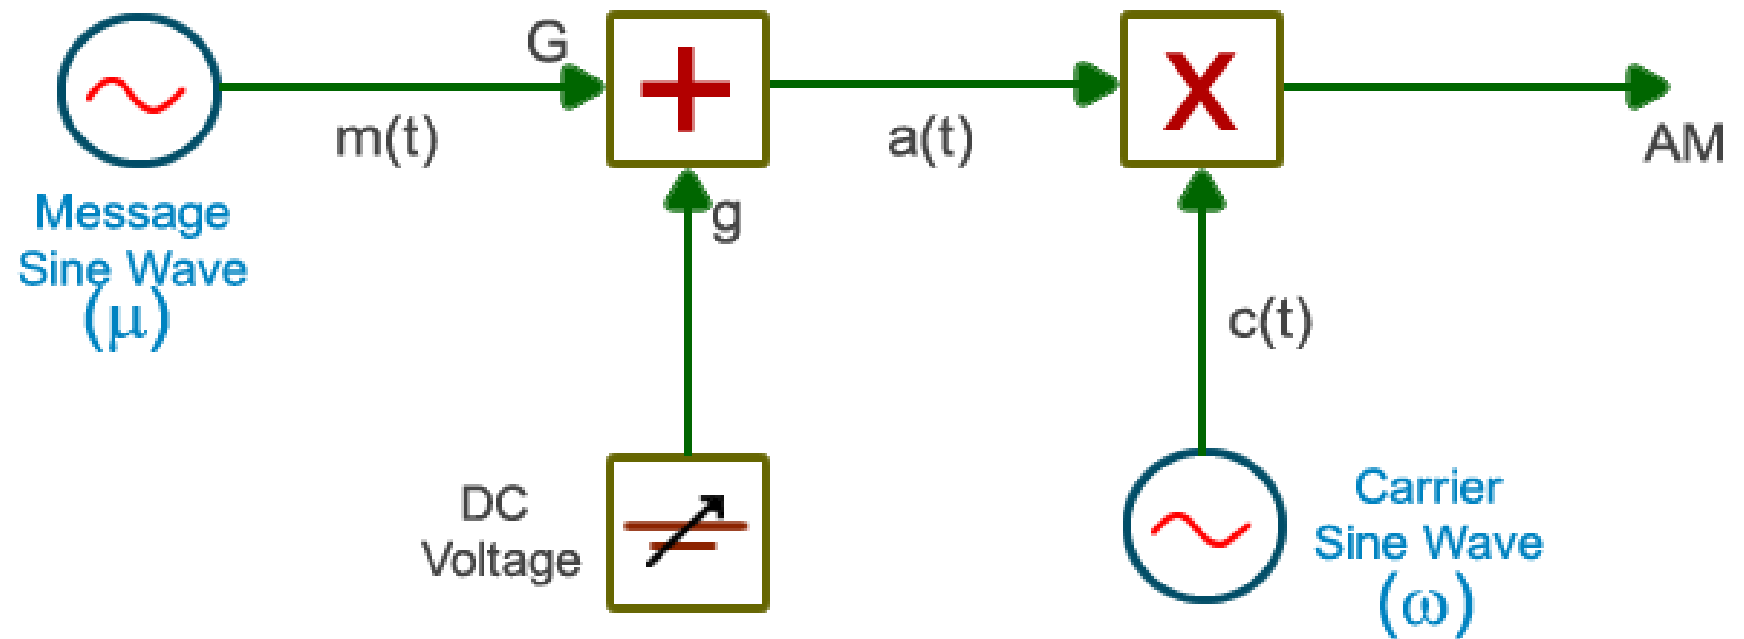 G
m(t)
a(t)
AM
Message
Sine Wave
(μ)
g
c(t)
DC
Voltage
Carrier
Sine Wave
(ω)
+
X